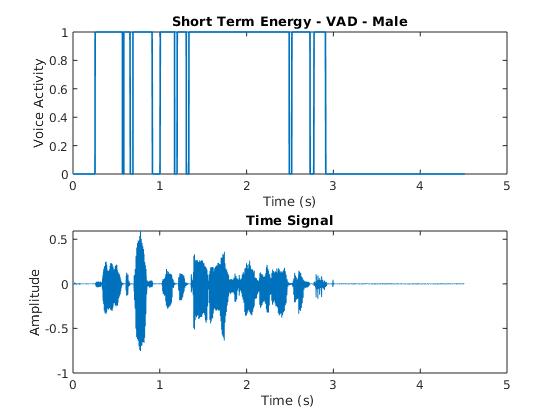 Short Term Energy - VAD - Male
1
0.8
0.6
0.4
0.2
0
Voice Activity
0 1 2 3 4 5
Time (s)
Time Signal
0.5
0
-0.5
-1
Amplitude
0 1 2 3 4 5
Time (s)